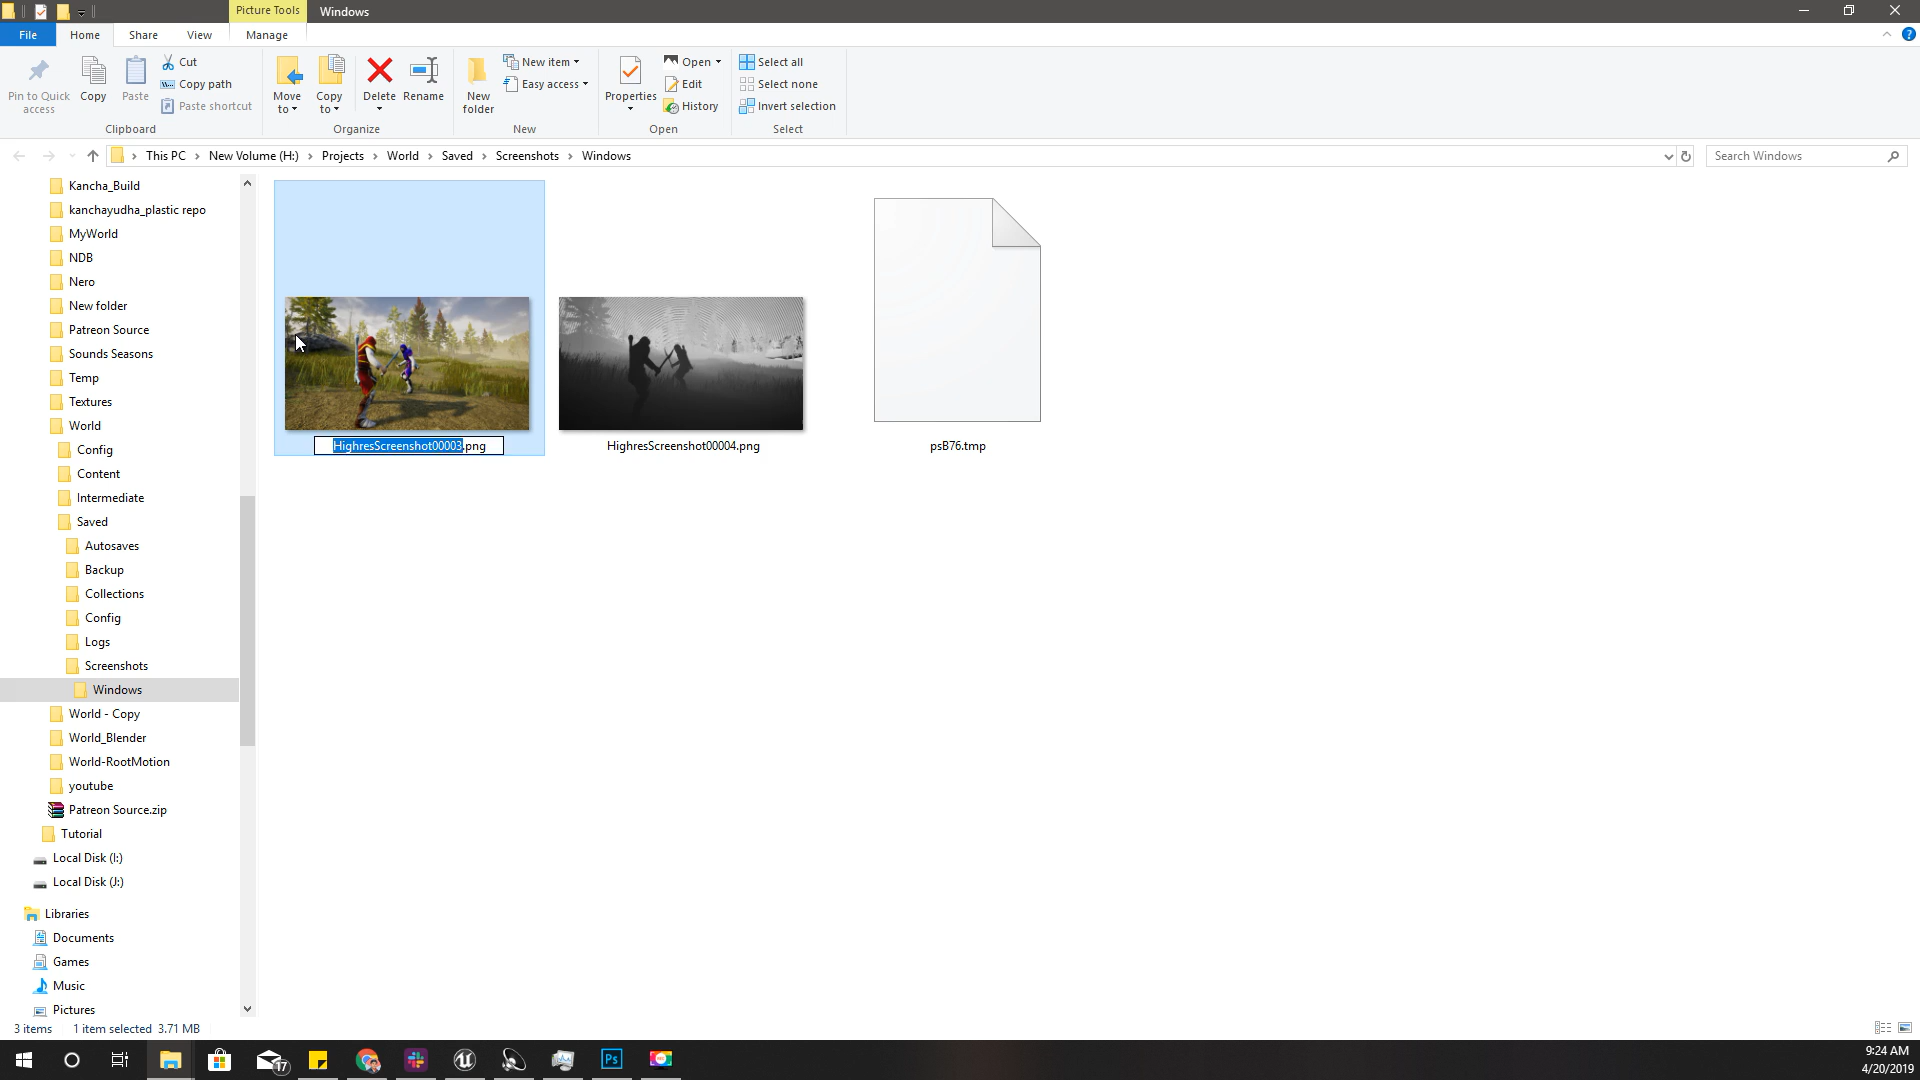 Picture Tools
Windows
File
Home
Share
View
Manage
Pin to Quick access
Copy
Paste
Cut
Copy path
Paste shortcut
Clipboard
Move to
Copy to
Delete
Rename
Organize
New folder
New item
Easy access
New
Properties
Open
Edit
History
Open
Select all
Select none
Invert selection
Select
This PC
New Volume (H:)
Projects
World
Saved
Screenshots
Windows
Search Windows
Kancha_Build
kanchayudha_plastic repo
MyWorld
NDB
Nero
New folder
Patreon Source
Sounds Seasons
Temp
Textures
World
Config
Content
Intermediate
Saved
Autosaves
Backup
Collections
Config
Logs
Screenshots
Windows
World - Copy
World_Blender
World-RootMotion
youtube
Patreon Source.zip
Tutorial
Local Disk (I:)
Local Disk (J:)
Libraries
Documents
Games
Music
Pictures
HighresScreenshot00003.png
HighresScreenshot00004.png
psB76.tmp
3 items
1 item selected 3.71 MB
17
Ps
9:24 AM
4/20/2019